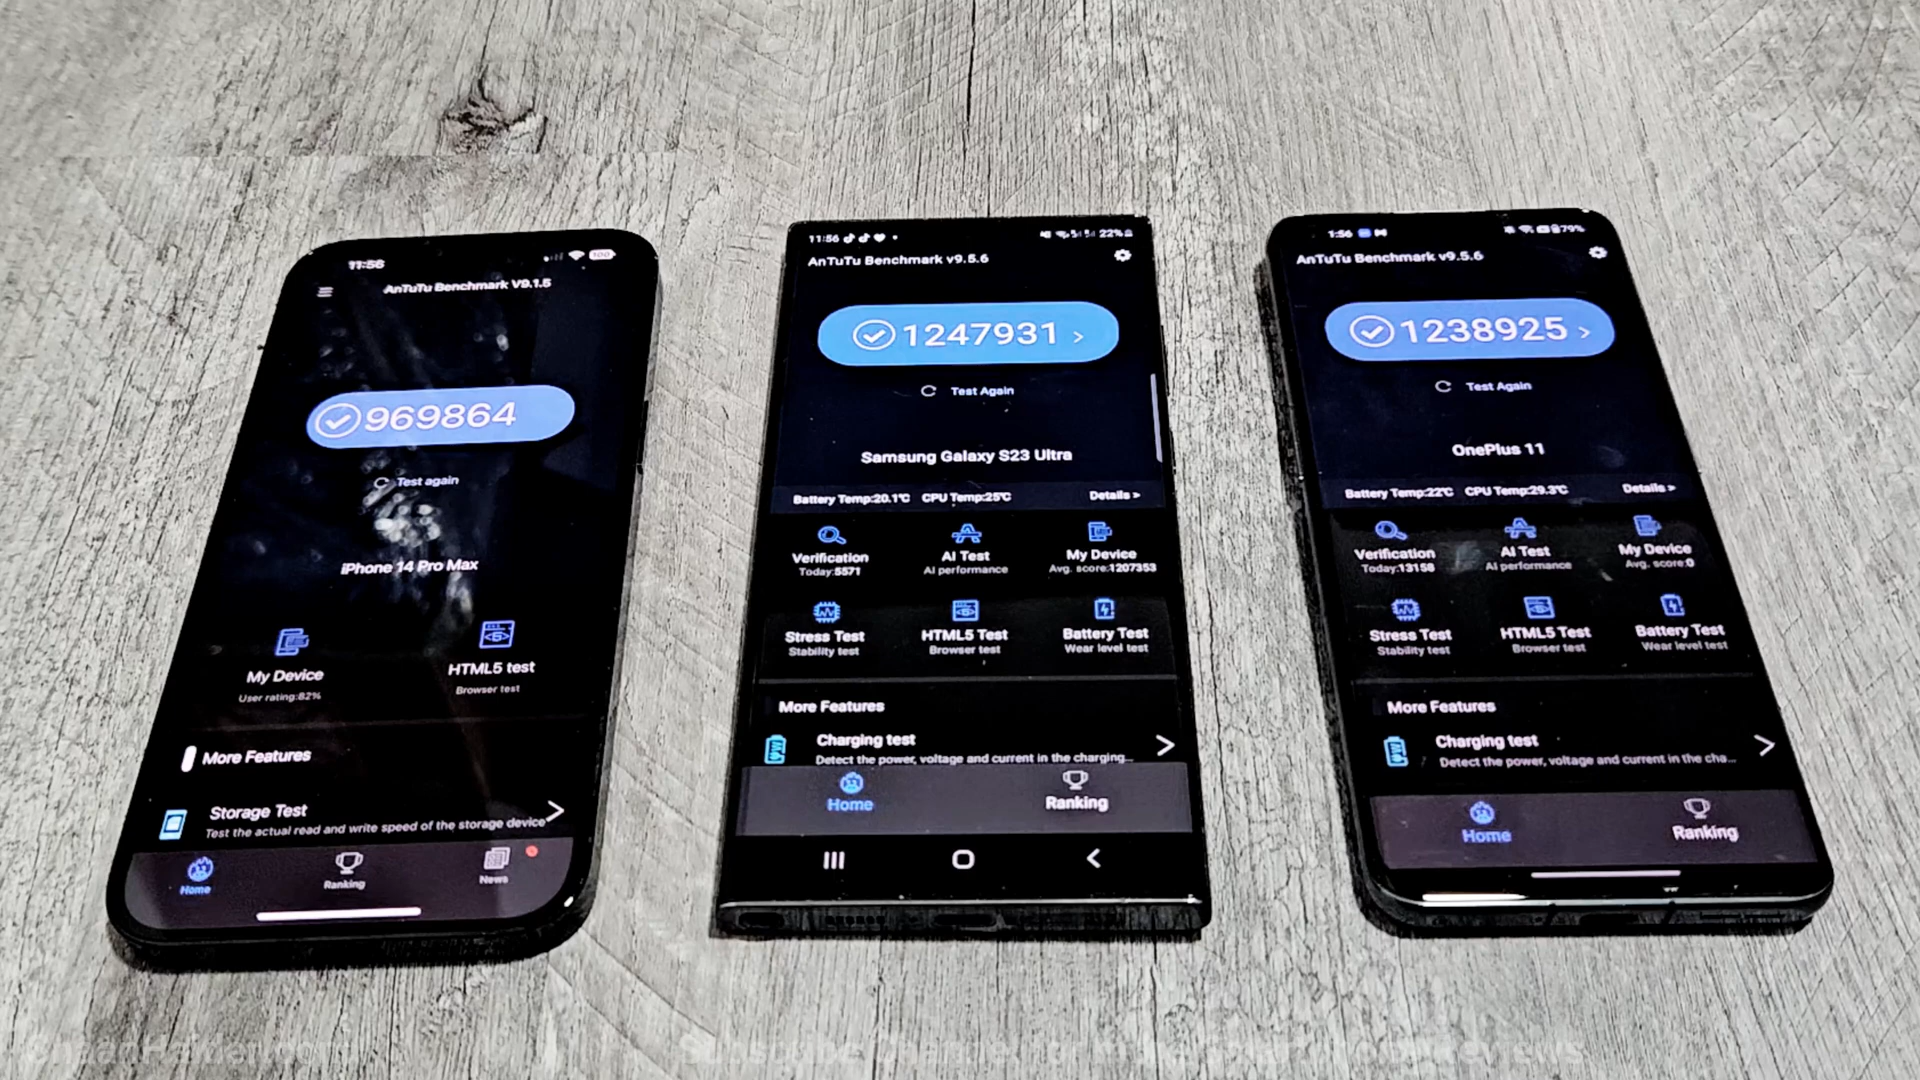 11:56
100
AnTuTu Benchmark V9.1.5
969864
Test again
iPhone 14 Pro Max
My Device
User rating:82%
HTML5 test
Browser test
More Features
Storage Test
Test the actual read and write speed of the storage device
Home
Ranking
News
11:56
22%
AnTuTu Benchmark v9.5.6
1247931 >
Test Again
Samsung Galaxy S23 Ultra
Battery Temp:20.1℃ CPU Temp:25℃ Details >
Verification
Today:5571
AI Test
AI performance
My Device
Avg. score:1207353
Stress Test
Stability test
HTML5 Test
Browser test
Battery Test
Wear level test
More Features
Charging test
Detect the power, voltage and current in the charging...
Home
Ranking
1:56
79%
AnTuTu Benchmark v9.5.6
1238925 >
Test Again
OnePlus 11
Battery Temp:22℃ CPU Temp:29.3℃ Details >
Verification
Today:13158
AI Test
AI performance
My Device
Avg. score:0
Stress Test
Stability test
HTML5 Test
Browser test
Battery Test
Wear level test
More Features
Charging test
Detect the power, voltage and current in the cha...
Home
Ranking